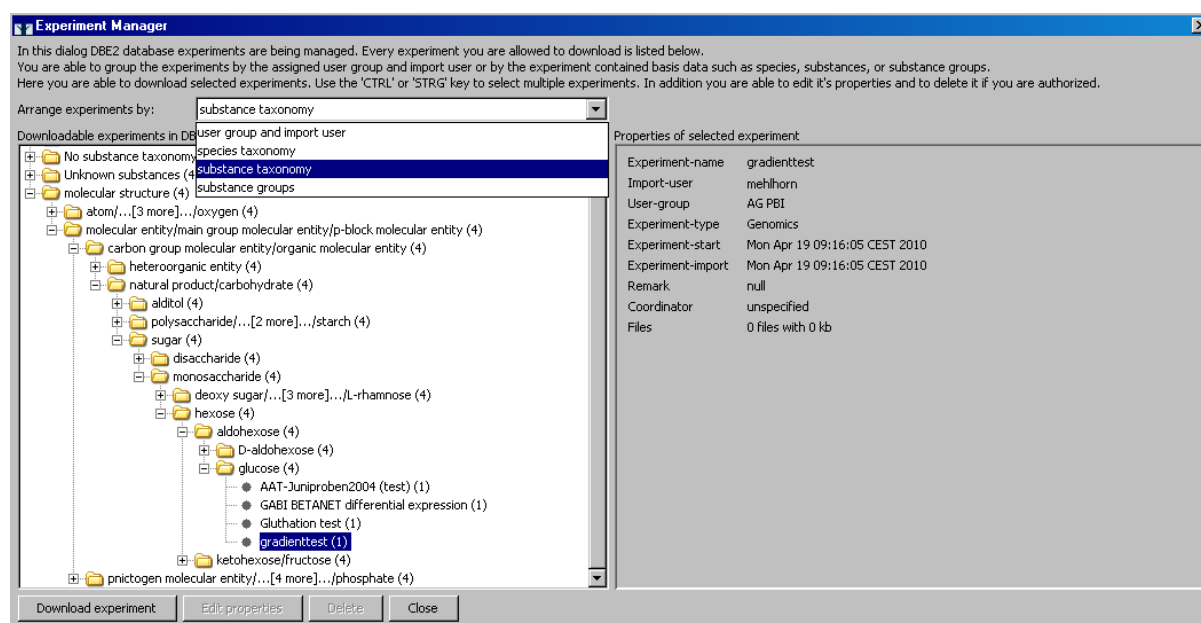 Experiment Manager
In this dialog DBE2 database experiments are being managed. Every experiment you are allowed to download is listed below.
You are able to group the experiments by the assigned user group and import user or by the experiment contained basis data such as species, substances, or substance groups.
Here you are able to download selected experiments. Use the 'CTRL' or 'STRG' key to select multiple experiments. In addition you are able to edit it's properties and to delete it if you are authorized.
Arrange experiments by: substance taxonomy
user group and import user
species taxonomy
substance taxonomy
substance groups
Downloadable experiments in DB
No substance taxonomy
Unknown substances (4
molecular structure (4)
atom/...[3 more].../oxygen (4)
molecular entity/main group molecular entity/p-block molecular entity (4)
carbon group molecular entity/organic molecular entity (4)
heteroorganic entity (4)
natural product/carbohydrate (4)
alditol (4)
polysaccharide/...[2 more].../starch (4)
sugar (4)
disaccharide (4)
monosaccharide (4)
deoxy sugar/...[3 more].../L-rhamnose (4)
hexose (4)
aldohexose (4)
D-aldohexose (4)
glucose (4)
AAT-Juniproben2004 (test) (1)
GABI BETANET differential expression (1)
Gluthation test (1)
gradienttest (1)
ketohexose/fructose (4)
pnictogen molecular entity/...[4 more].../phosphate (4)
Properties of selected experiment
Experiment-name gradienttest
Import-user mehlhorn
User-group AG PBI
Experiment-type Genomics
Experiment-start Mon Apr 19 09:16:05 CEST 2010
Experiment-import Mon Apr 19 09:16:05 CEST 2010
Remark null
Coordinator unspecified
Files 0 files with 0 kb
Download experiment Edit properties Delete Close